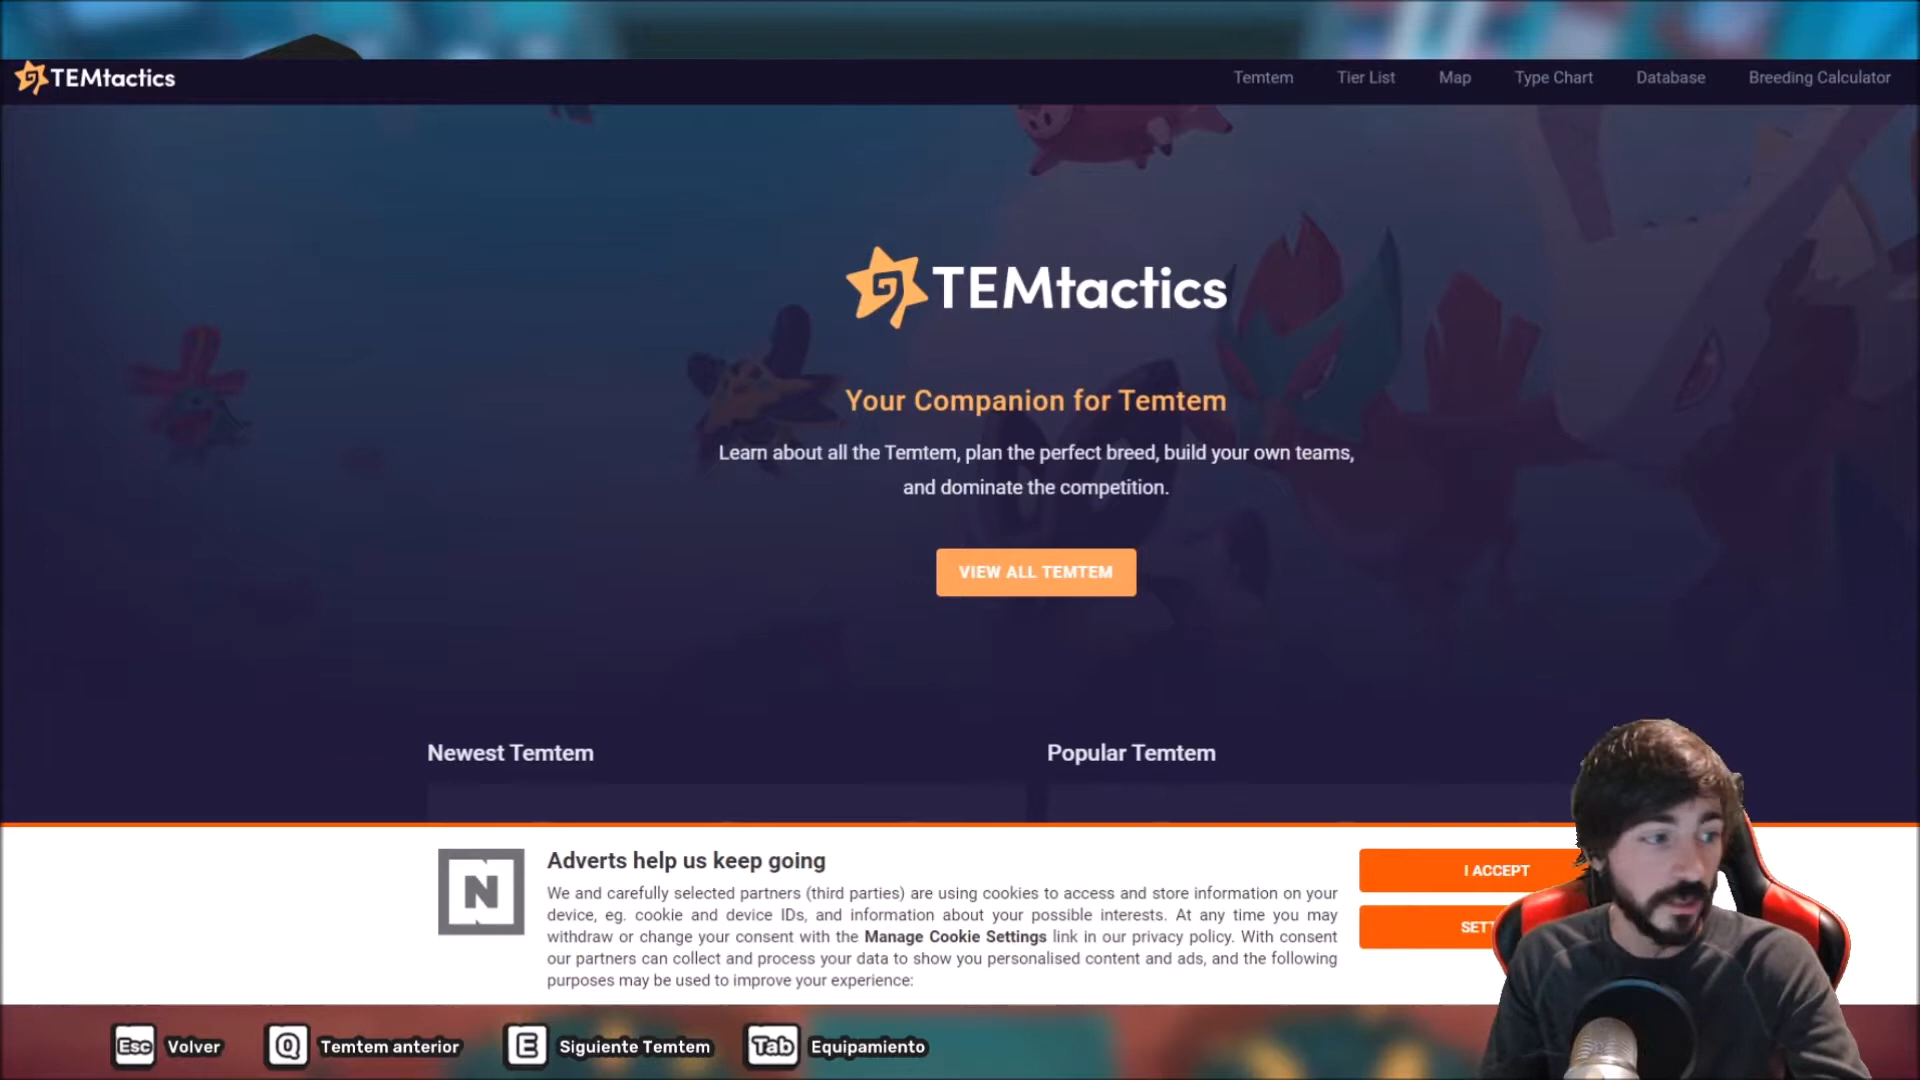 TEMtactics
Temtem
Tier List
Map
Type Chart
Database
Breeding Calculator
TEMtactics
Your Companion for Temtem
Learn about all the Temtem, plan the perfect breed, build your own teams,
and dominate the competition.
VIEW ALL TEMTEM
Newest Temtem
Popular Temtem
N
Adverts help us keep going
We and carefully selected partners (third parties) are using cookies to access and store information on your
device, eg. cookie and device IDs, and information about your possible interests. At any time you may
withdraw or change your consent with the Manage Cookie Settings link in our privacy policy. With consent
our partners can collect and process your data to show you personalised content and ads, and the following
purposes may be used to improve your experience:
I ACCEPT
Esc Volver
Q Temtem anterior
E Siguiente Temtem
Tab Equipamiento